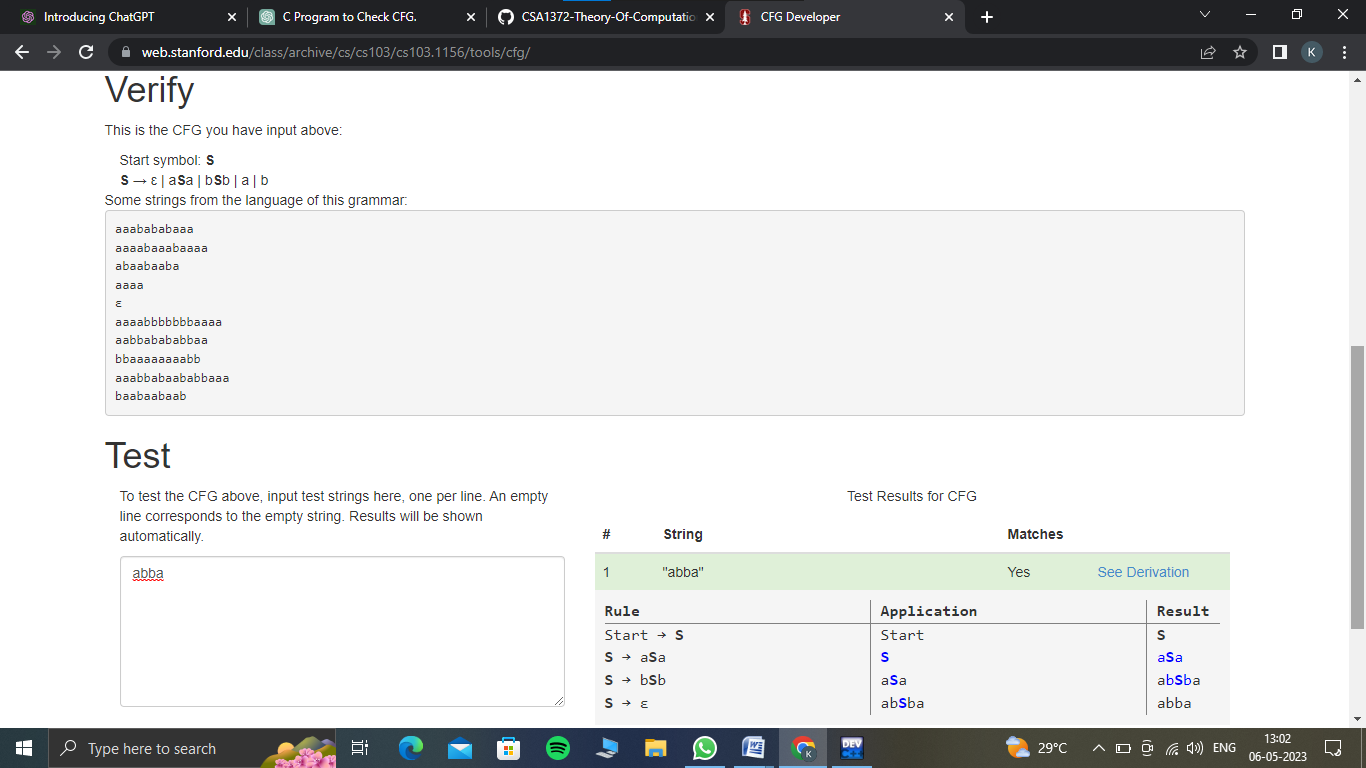 Introducing ChatGPT
C Program to Check CFG.
CSA1372-Theory-Of-Computatio
CFG Developer
web.stanford.edu/class/archive/cs/cs103/cs103.1156/tools/cfg/
K
Verify
This is the CFG you have input above:
Start symbol: S
S → ε | aSa | bSb | a | b
Some strings from the language of this grammar:
aaabababaaa
aaaabaaabaaaa
abaabaaba
aaaa
ε
aaaabbbbbbbaaaa
aabbabababbaa
bbaaaaaaaabb
aaabbabaababbaaa
baabaabaab
Test
To test the CFG above, input test strings here, one per line. An empty
line corresponds to the empty string. Results will be shown
automatically.
abba
Test Results for CFG
# String Matches
1 "abba" Yes See Derivation
Rule Application Result
Start → S Start S
S → aSa S aSa
S → bSb aSa abSba
S → ε abSba abba
Type here to search
DEV
29°C
ENG
13:02
06-05-2023